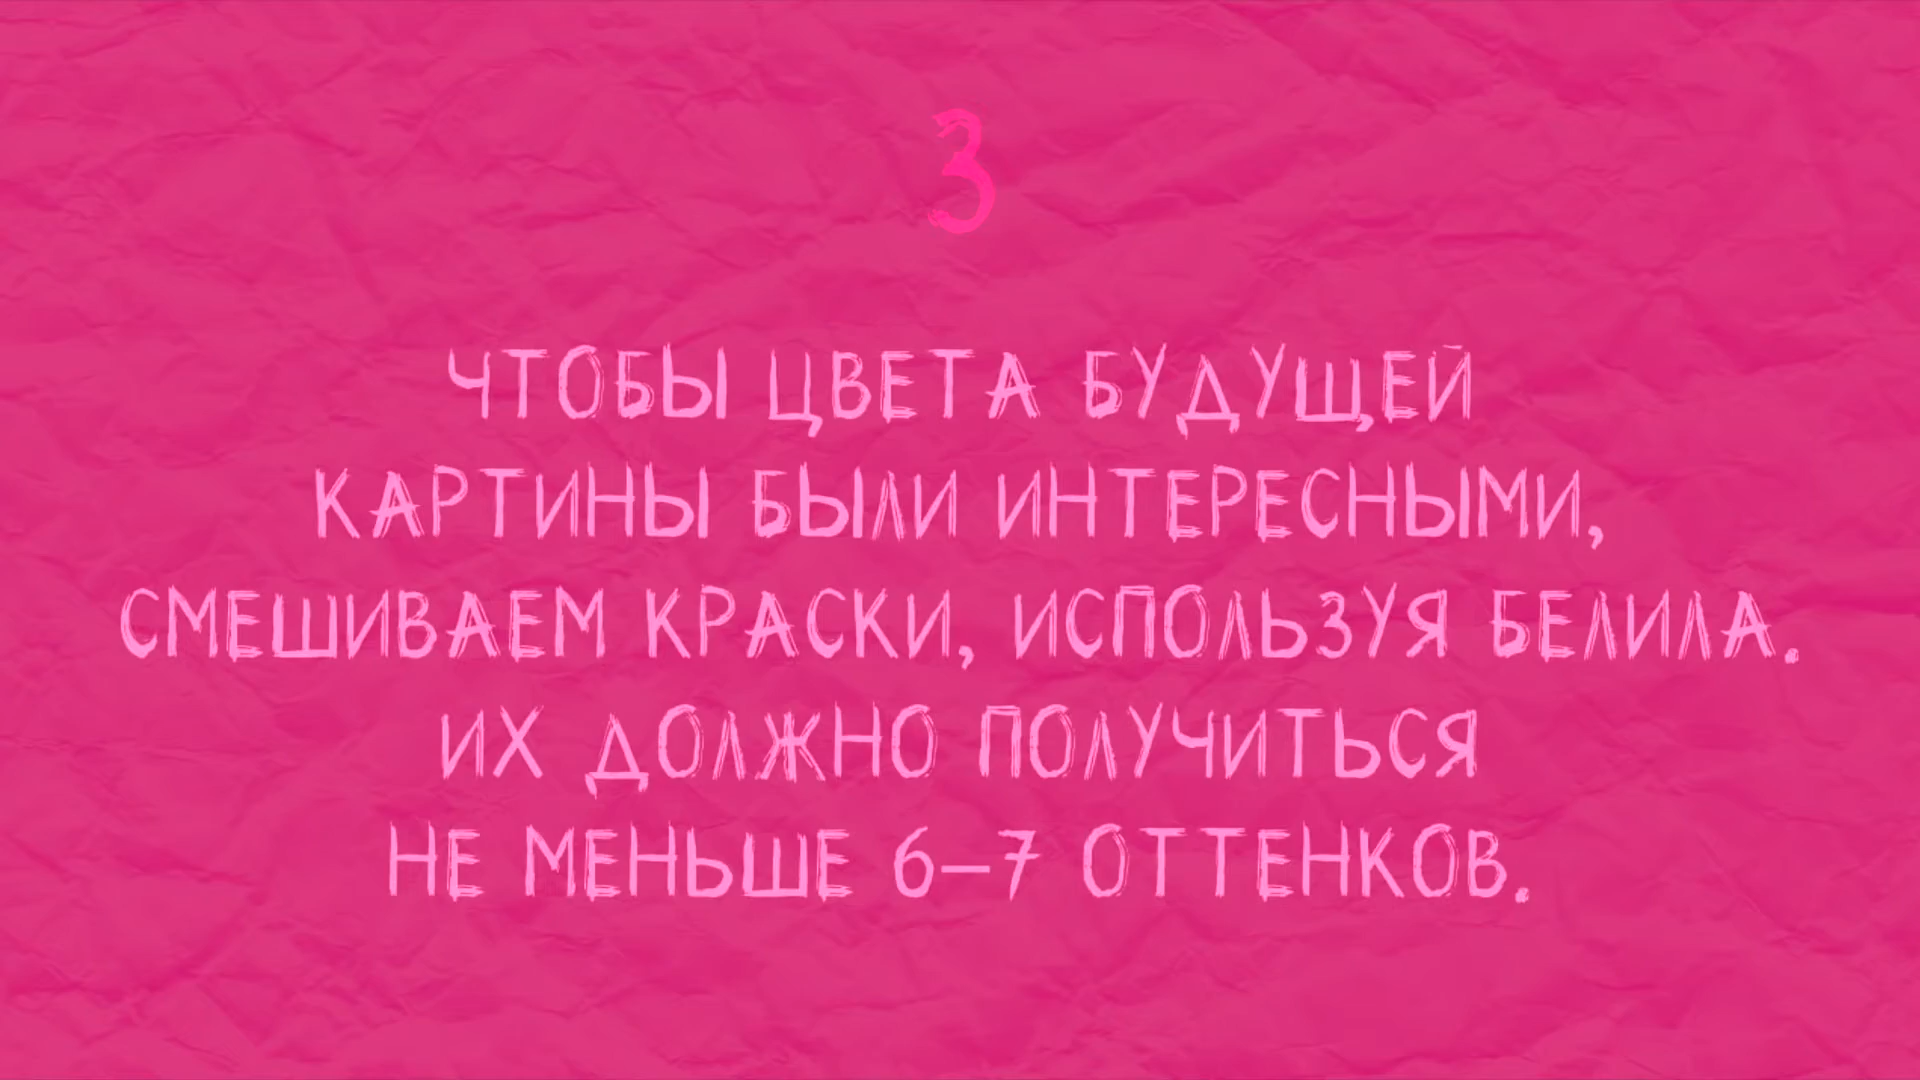 3
ЧТОБЫ ЦВЕТА БУДУЩЕЙ
КАРТИНЫ БЫЛИ ИНТЕРЕСНЫМИ,
СМЕШИВАЕМ КРАСКИ, ИСПОЛЬЗУЯ БЕЛИЛА.
ИХ ДОЛЖНО ПОЛУЧИТЬСЯ
НЕ МЕНЬШЕ 6–7 ОТТЕНКОВ.